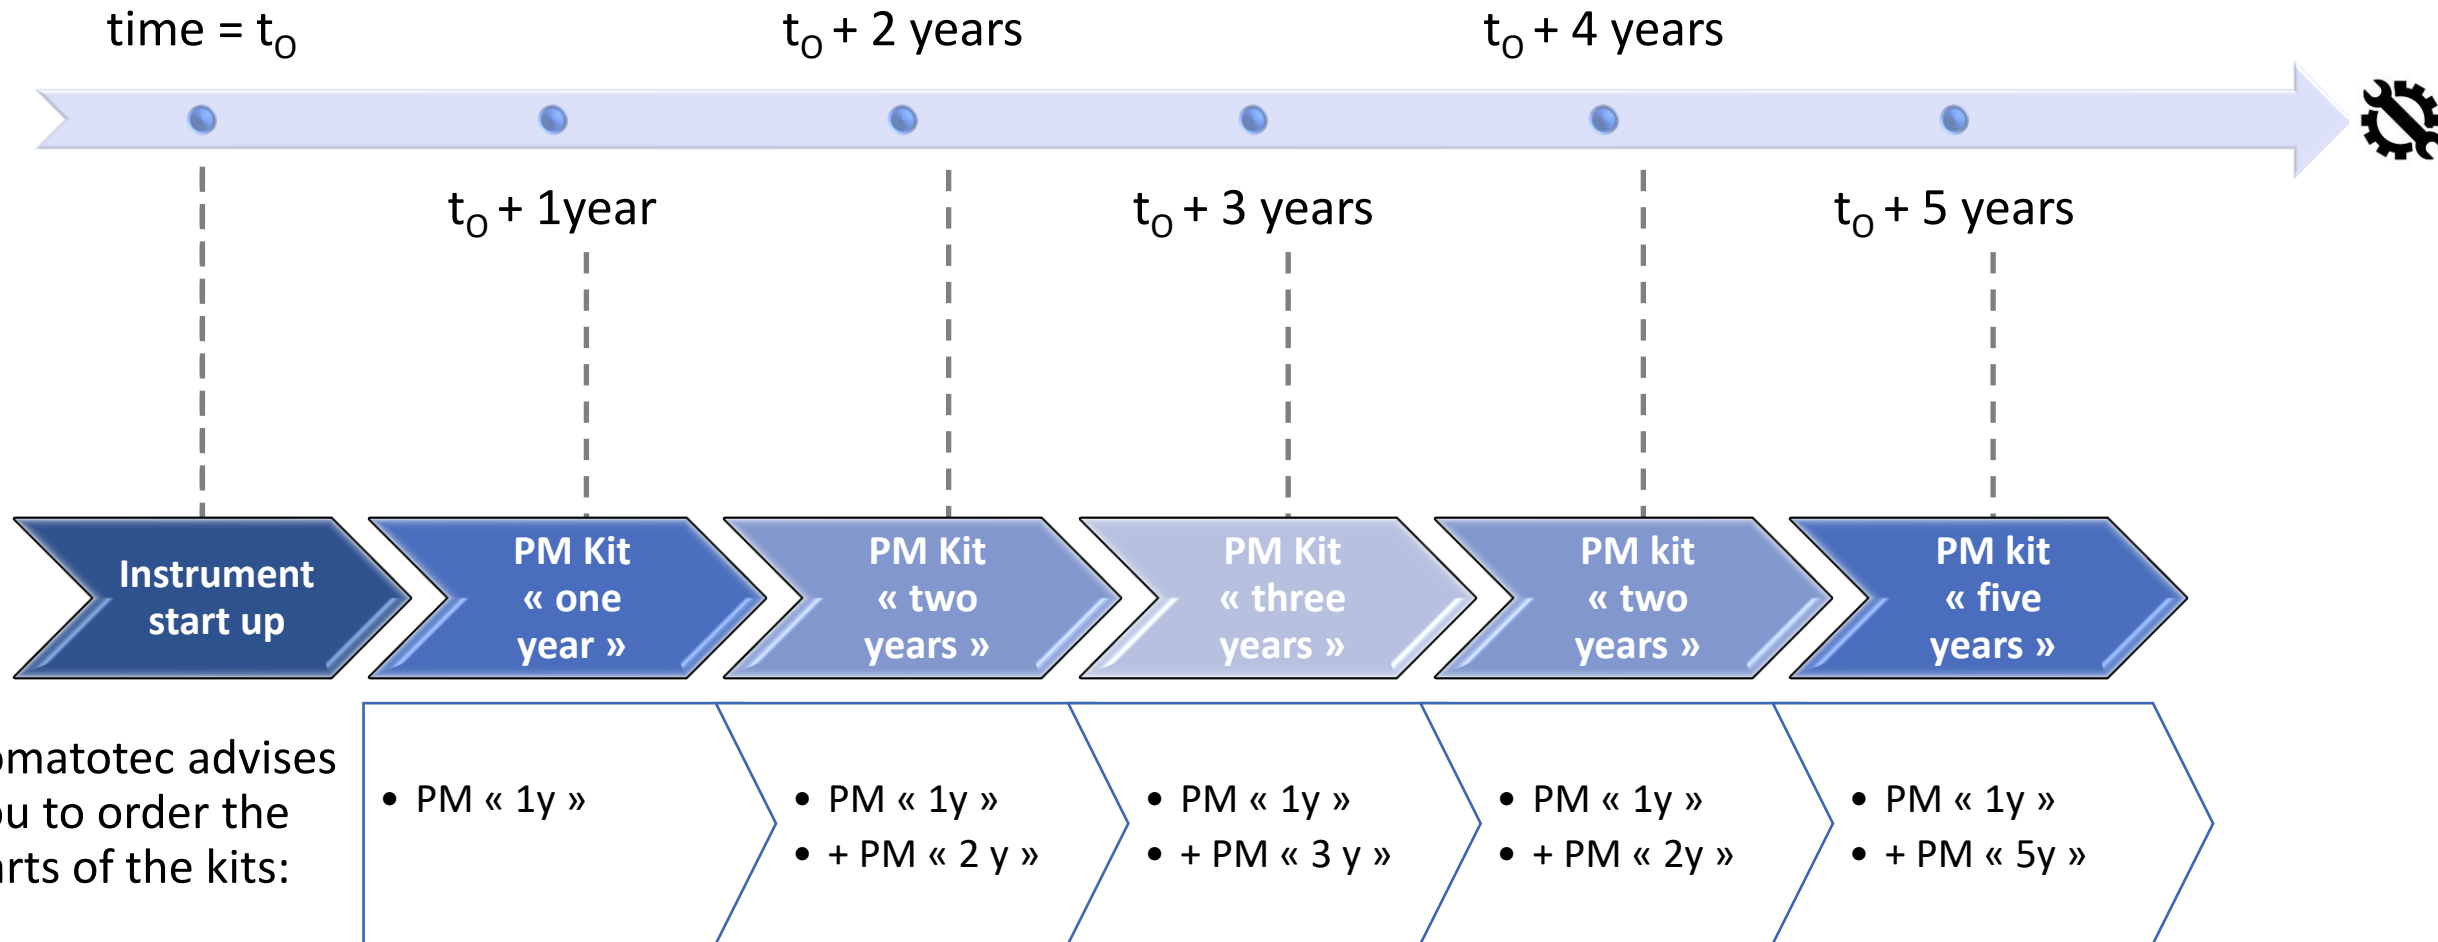 time = tO
tO + 2 years
tO + 4 years
tO + 1year
tO + 3 years
tO + 5 years
Instrument
start up
PM Kit
« one
year »
PM Kit
« two
years »
PM Kit
« three
years »
PM kit
« two
years »
PM kit
« five
years »
omatotec advises
ou to order the
arts of the kits:
• PM « 1y »
• PM « 1y »
• + PM « 2 y »
• PM « 1y »
• + PM « 3 y »
• PM « 1y »
• + PM « 2y »
• PM « 1y »
• + PM « 5y »